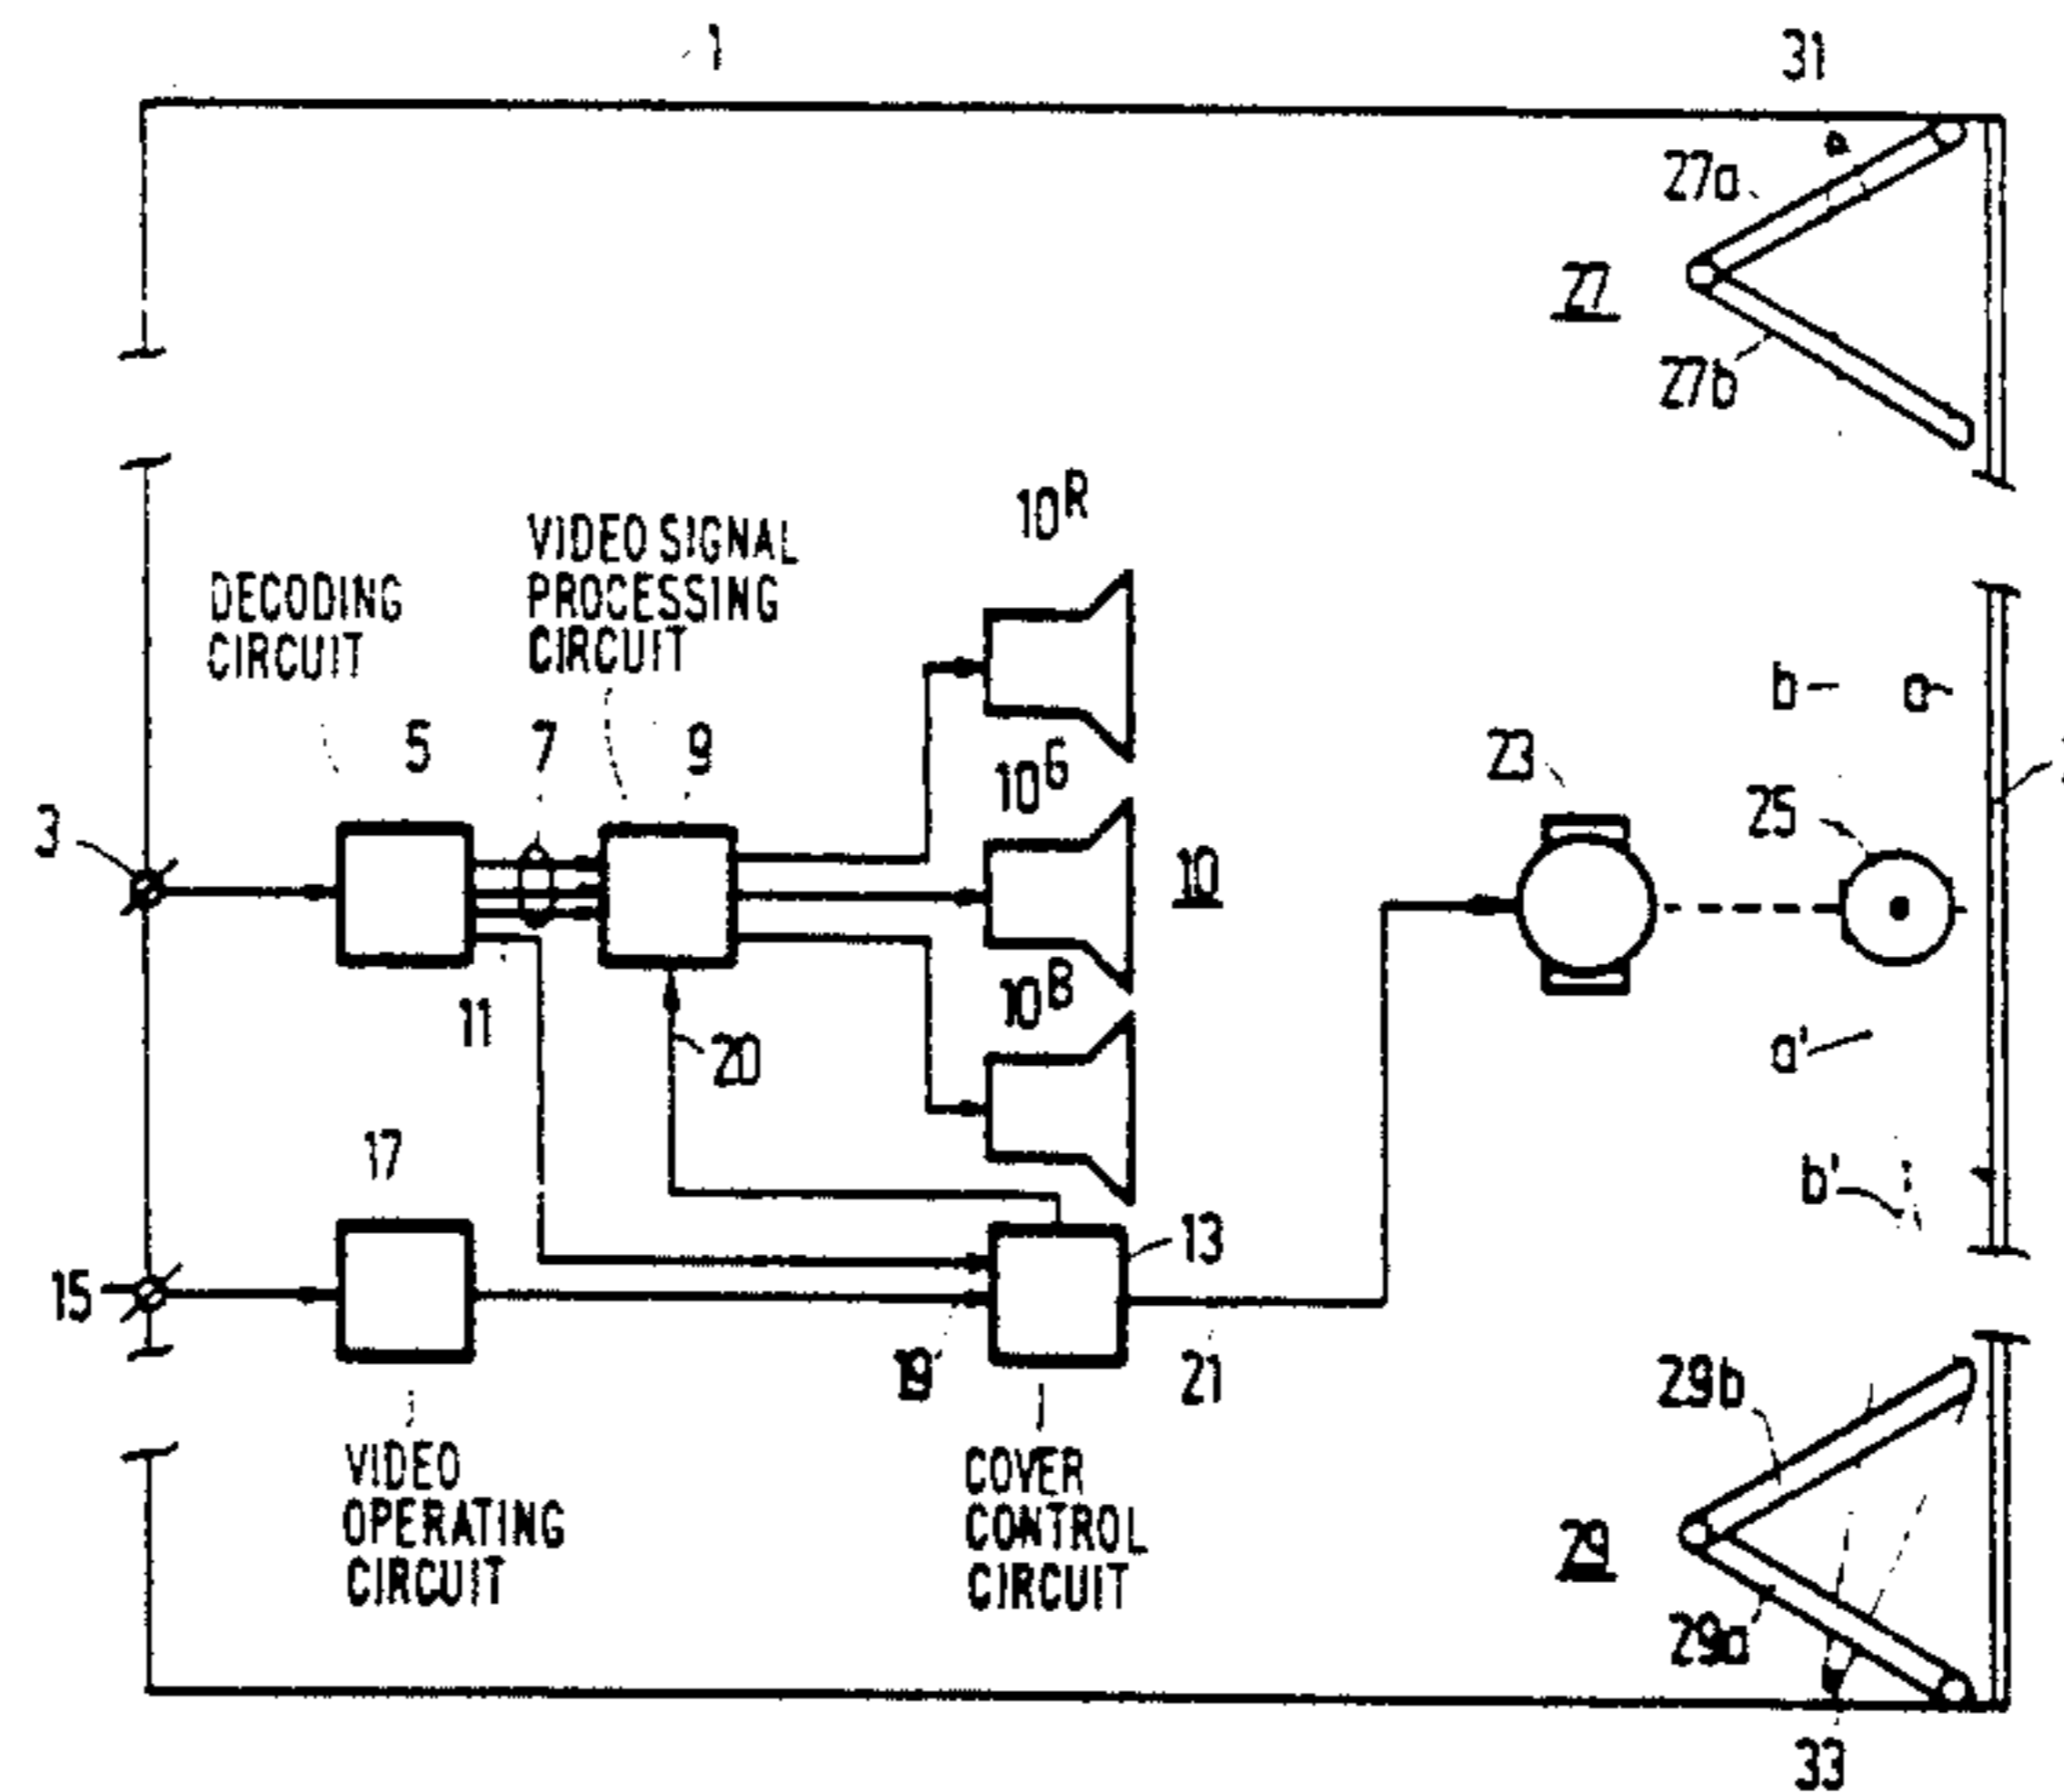 1
31
27a
27
27b
10R
VIDEO SIGNAL
PROCESSING
CIRCUIT
DECODING
CIRCUIT
5
7
9
10G
10
3
11
20
10B
b
a
23
25
a'
b'
17
13
15
19
21
VIDEO
OPERATING
CIRCUIT
COVER
CONTROL
CIRCUIT
29b
29
29a
33